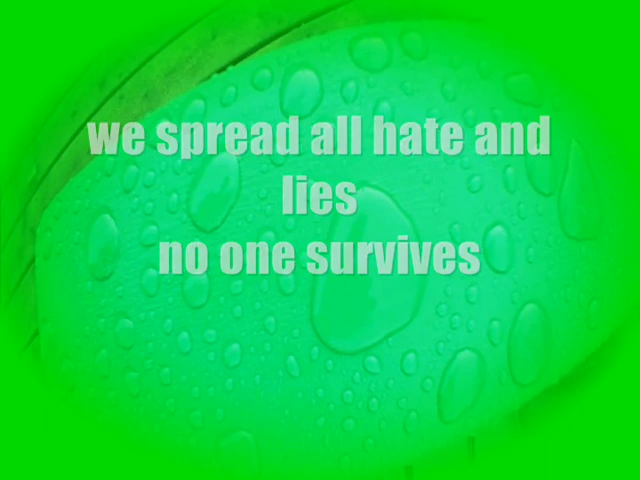 we spread all hate and
lies
no one survives